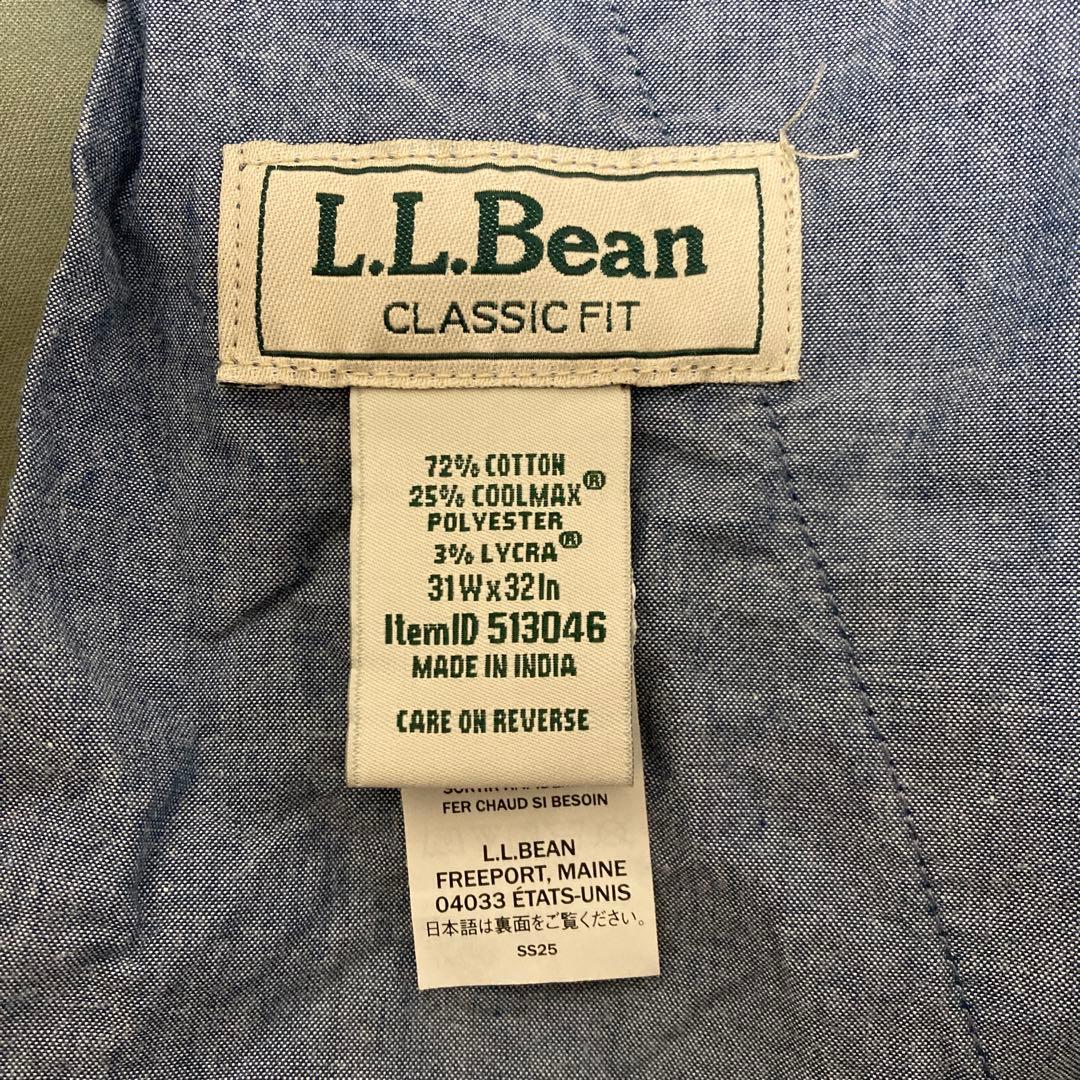 L.L.Bean
CLASSIC FIT
72% COTTON
25% COOLMAX®
POLYESTER
3% LYCRA®
31Wx32In
ItemID 513046
MADE IN INDIA
CARE ON REVERSE
FER CHAUD SI BESOIN
L.L.BEAN
FREEPORT, MAINE
04033 ÉTATS-UNIS
日本語は裏面をご覧ください。
SS25